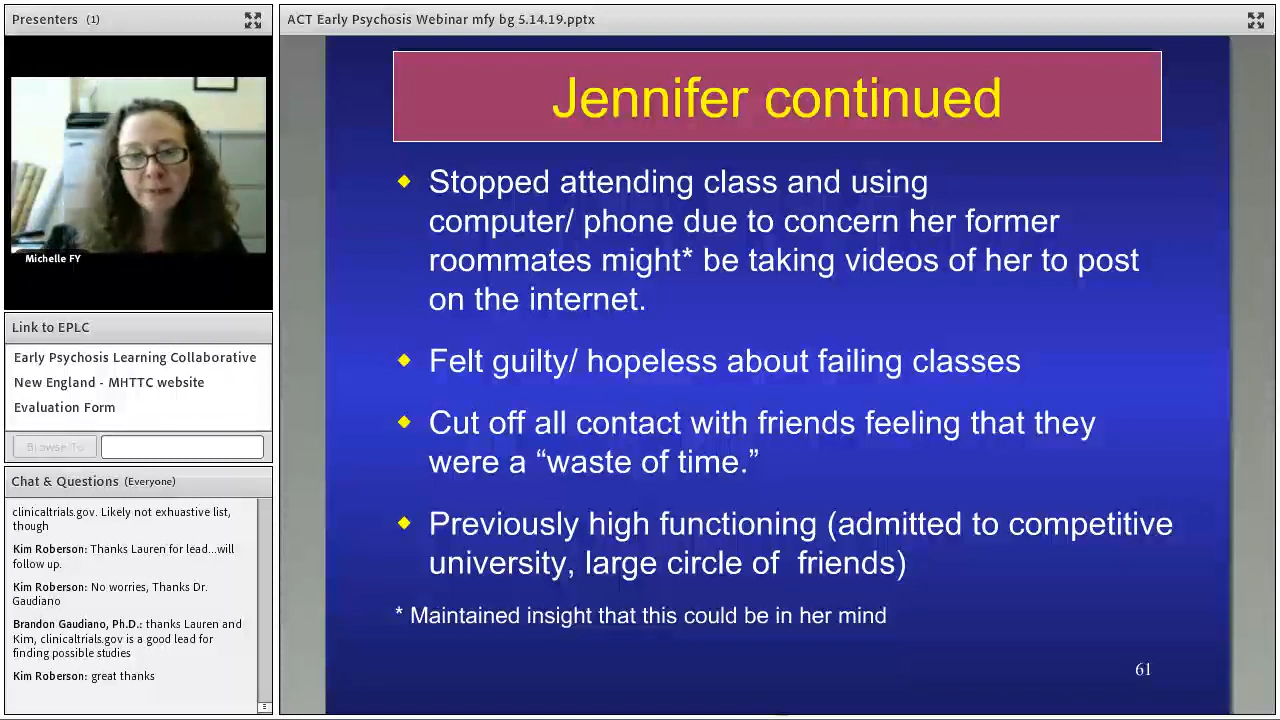 Presenters (1)
Michelle FY
Link to EPLC
Early Psychosis Learning Collaborative
New England - MHTTC website
Evaluation Form
Browse To
Chat & Questions (Everyone)
clinicaltrials.gov. Likely not exhuastive list,
though
Kim Roberson: Thanks Lauren for lead...will
follow up.
Kim Roberson: No worries, Thanks Dr.
Gaudiano
Brandon Gaudiano, Ph.D.: thanks Lauren and
Kim, clinicaltrials.gov is a good lead for
finding possible studies
Kim Roberson: great thanks
ACT Early Psychosis Webinar mfy bg 5.14.19.pptx
Jennifer continued
Stopped attending class and using
computer/ phone due to concern her former
roommates might* be taking videos of her to post
on the internet.
Felt guilty/ hopeless about failing classes
Cut off all contact with friends feeling that they
were a “waste of time.”
Previously high functioning (admitted to competitive
university, large circle of friends)
* Maintained insight that this could be in her mind
61